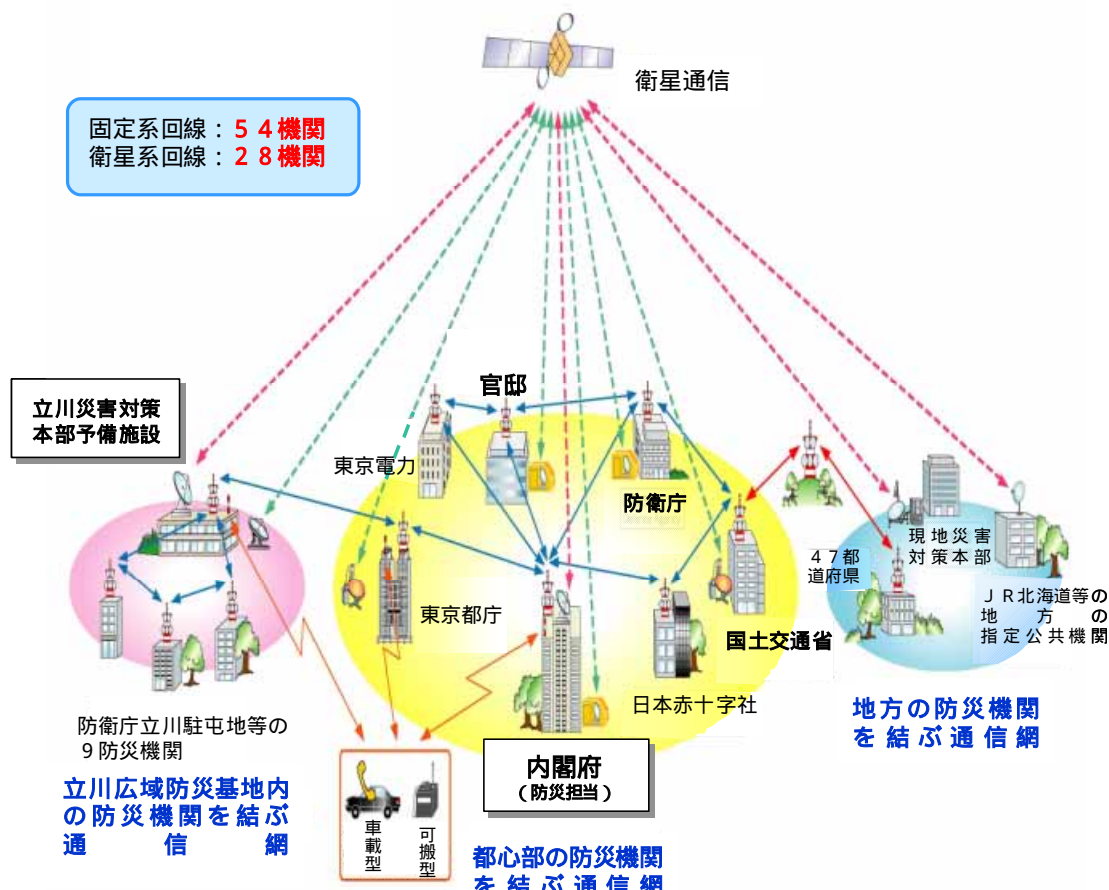 衛星通信
固定系回線：５４機関
衛星系回線：２８機関
官邸
立川災害対策
本部予備施設
東京電力
防衛庁
現地災害
対策本部
４７都
道府県
ＪＲ北海道等の
地方の
指定公共機関
東京都庁
国土交通省
日本赤十字社
地方の防災機関
を結ぶ通信網
防衛庁立川駐屯地等の
９防災機関
内閣府
（防災担当）
立川広域防災基地内
の防災機関を結ぶ
通信網
車載型
可搬型
都心部の防災機関
を結ぶ通信網